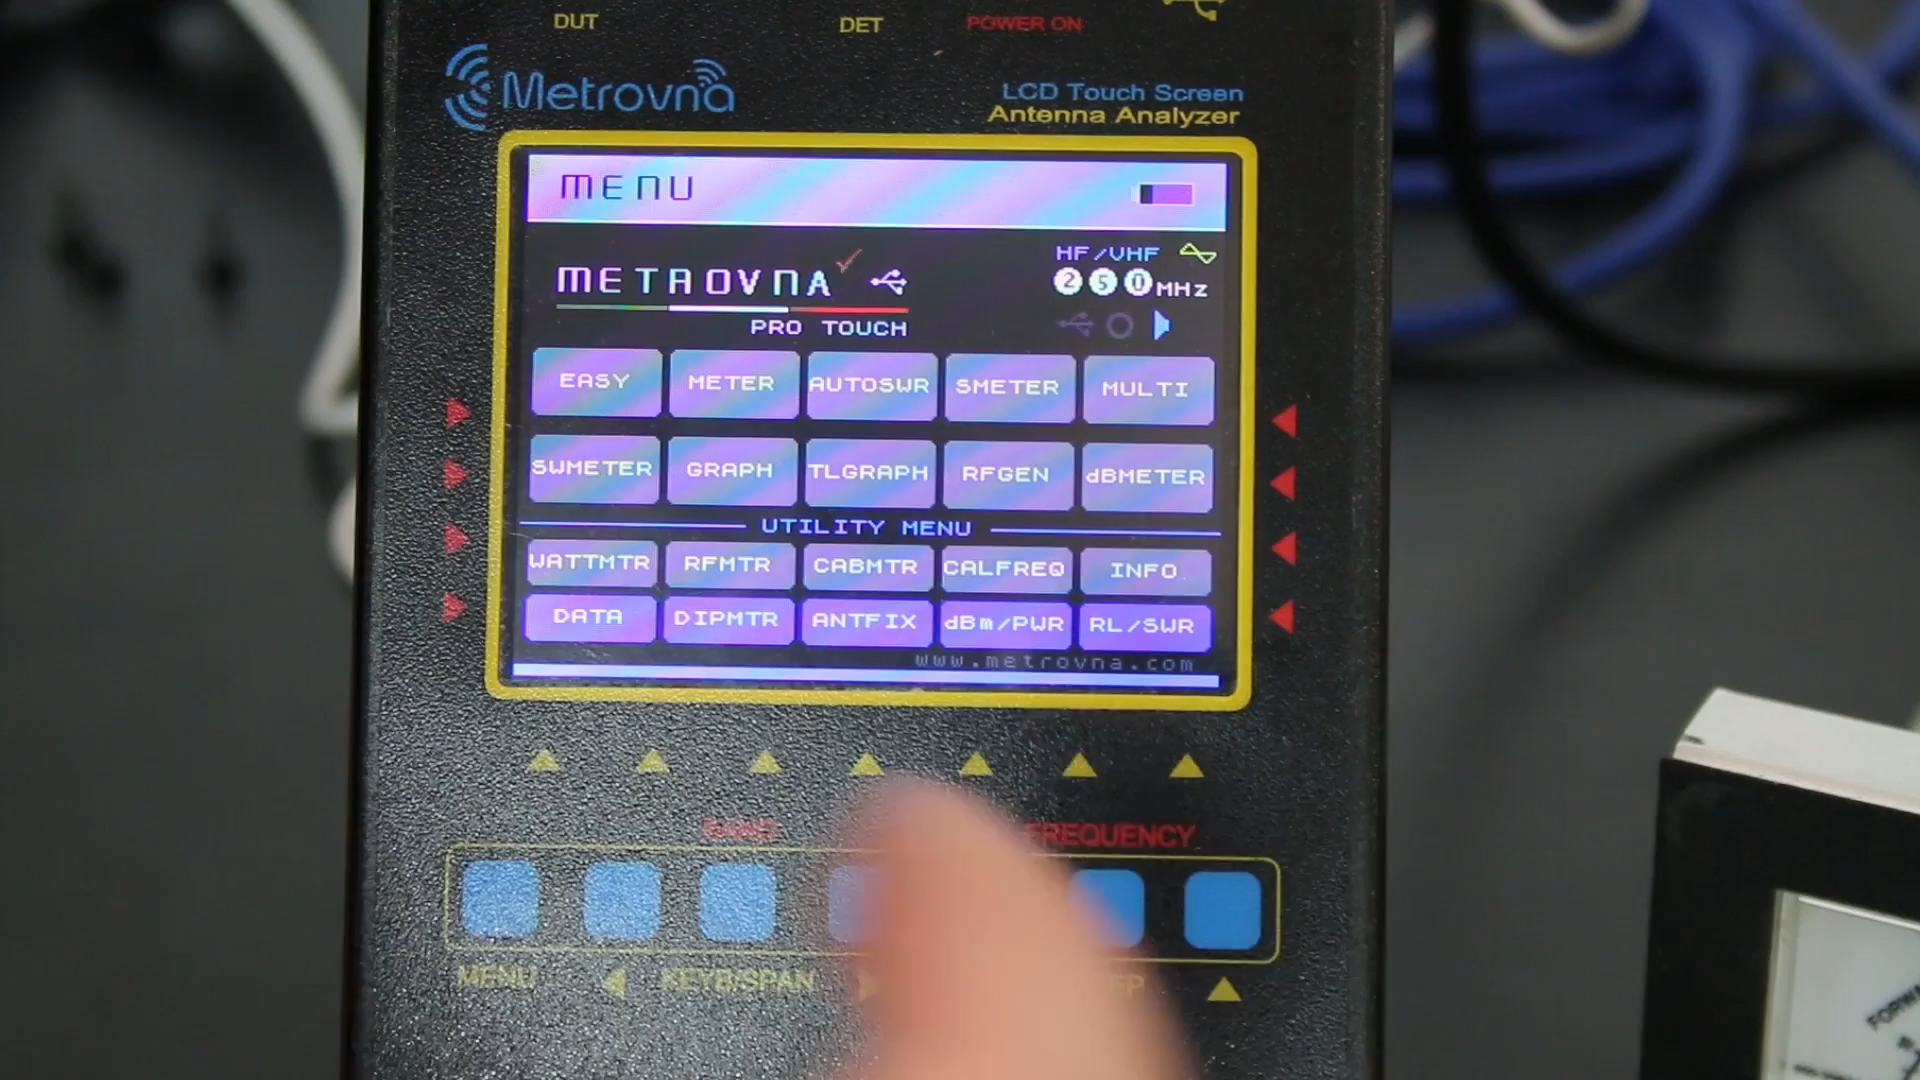 DUT DET POWER ON
Metrovna
LCD Touch Screen
Antenna Analyzer
MENU
METROVNA
PRO TOUCH
HF/VHF
250MHz
EASY METER AUTOSWR SMETER MULTI
SWMETER GRAPH TLGRAPH RFGEN dBMETER
UTILITY MENU
WATTMTR RFMTR CABMTR CALFREQ INFO
DATA DIPMTR ANTFIX dBm/PWR RL/SWR
www.metrovna.com
FREQUENCY
MENU KEYB/SPAN